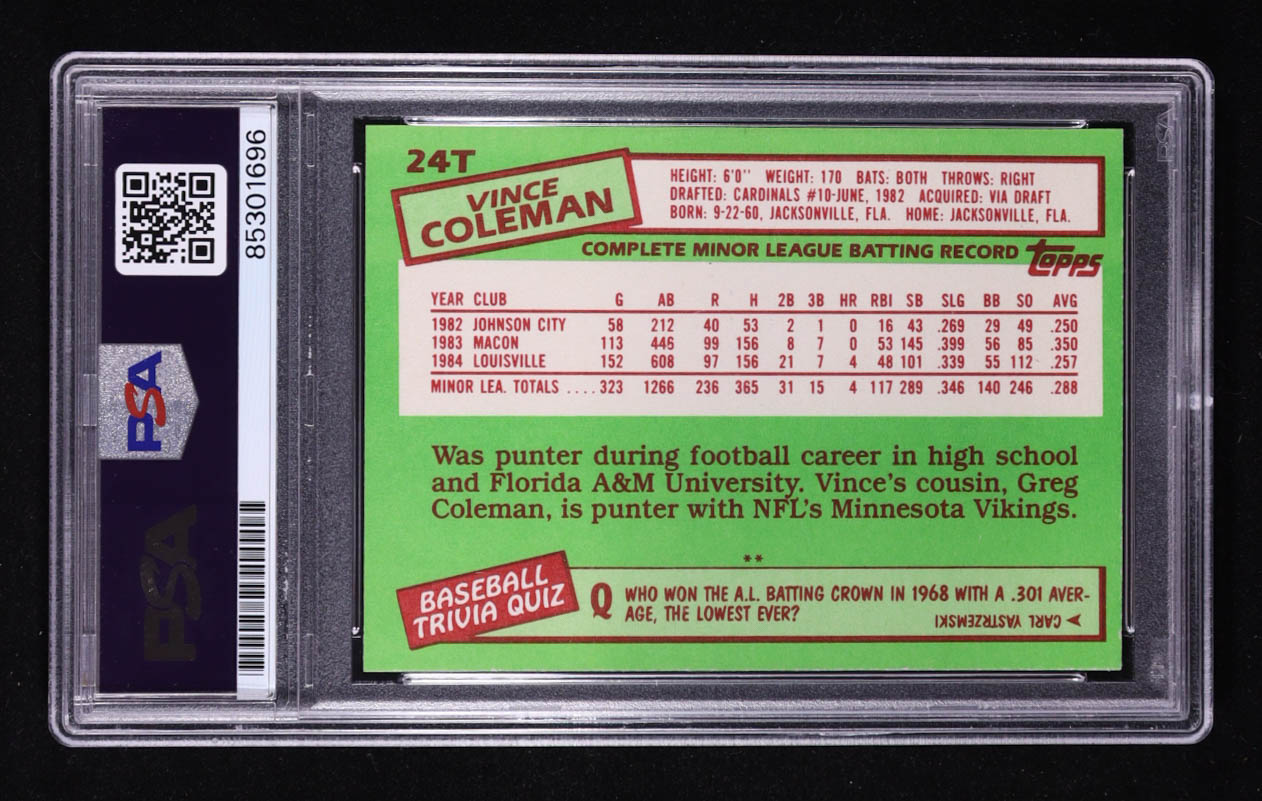 85301696
PSA
PSA
24T
VINCE
COLEMAN
HEIGHT: 6'0" WEIGHT: 170 BATS: BOTH THROWS: RIGHT
DRAFTED: CARDINALS #10-JUNE, 1982 ACQUIRED: VIA DRAFT
BORN: 9-22-60, JACKSONVILLE, FLA. HOME: JACKSONVILLE, FLA.
COMPLETE MINOR LEAGUE BATTING RECORD Topps
YEAR CLUB G AB R H 2B 3B HR RBI SB SLG BB SO AVG
1982 JOHNSON CITY 58 212 40 53 2 1 0 16 43 .269 29 49 .250
1983 MACON 113 446 99 156 8 7 0 53 145 .399 56 85 .350
1984 LOUISVILLE 152 608 97 156 21 7 4 48 101 .339 55 112 .257
MINOR LEA. TOTALS .... 323 1266 236 365 31 15 4 117 289 .346 140 246 .288
Was punter during football career in high school
and Florida A&M University. Vince's cousin, Greg
Coleman, is punter with NFL's Minnesota Vikings.
**
BASEBALL
TRIVIA QUIZ
Q WHO WON THE A.L. BATTING CROWN IN 1968 WITH A .301 AVER-
AGE, THE LOWEST EVER?
CARL YASTRZEMSKI